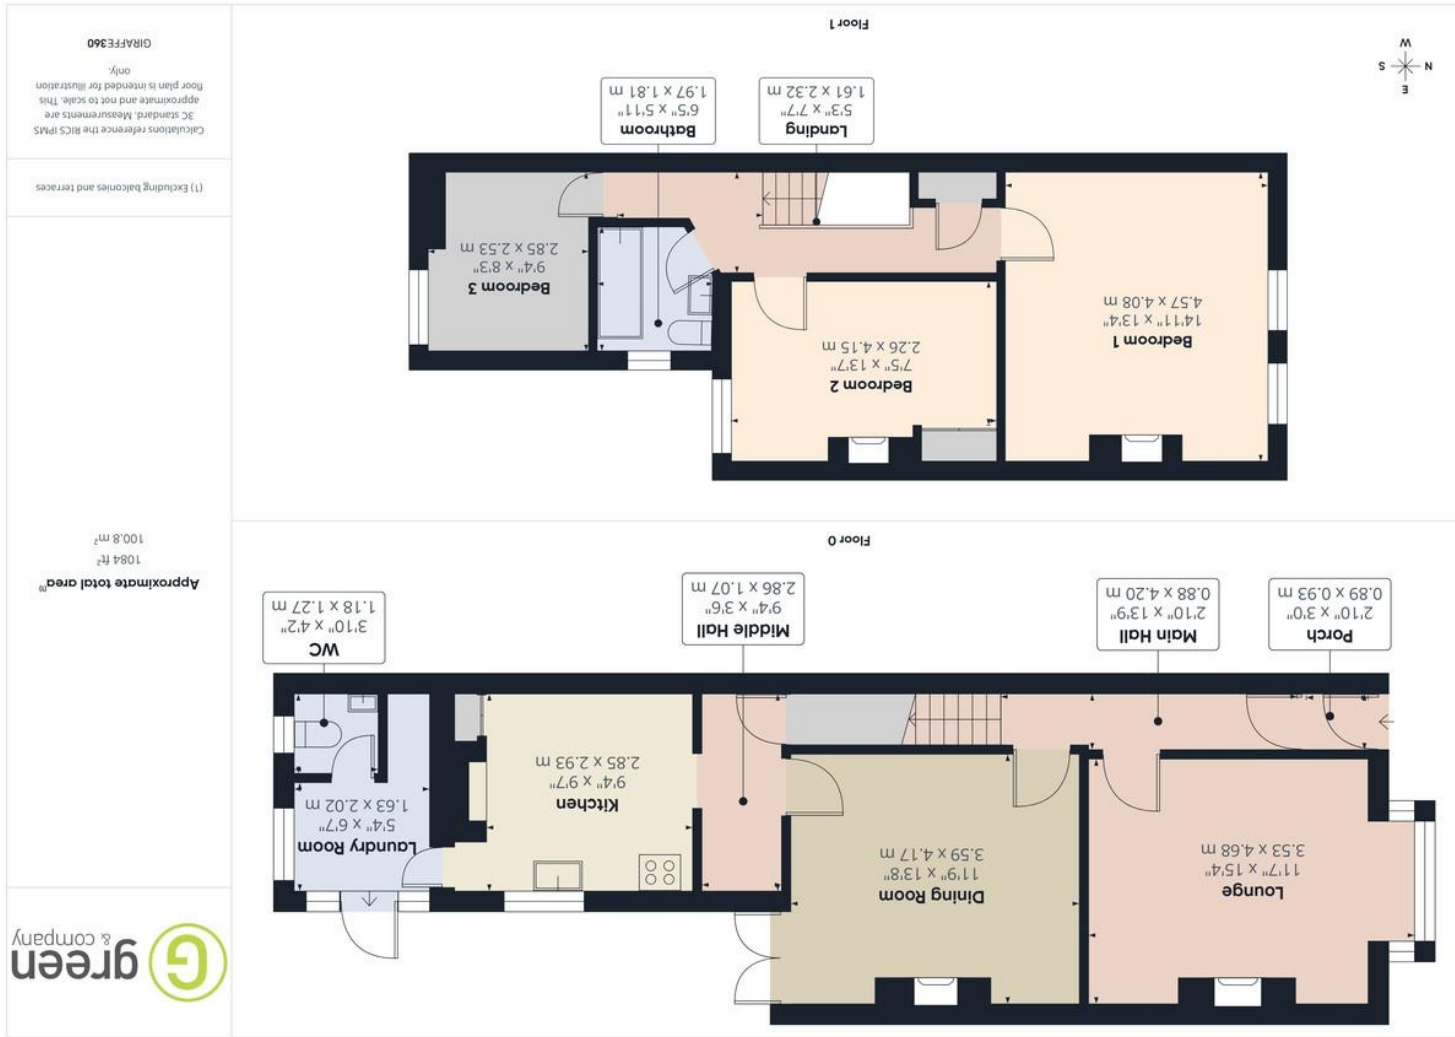 green
& company
Approximate total area⁽¹⁾
1084 ft²
100.8 m²
(1) Excluding balconies and terraces
Calculations reference the RICS IPMS
3C standard. Measurements are
approximate and not to scale. This
floor plan is intended for illustration
only.
GIRAFFE360
Lounge
11'7" x 15'4"
3.53 x 4.68 m
Dining Room
11'9" x 13'8"
3.59 x 4.17 m
Kitchen
9'4" x 9'7"
2.85 x 2.93 m
Laundry Room
5'4" x 6'7"
1.63 x 2.02 m
Porch
2'10" x 3'0"
0.89 x 0.93 m
Main Hall
2'10" x 13'9"
0.88 x 4.20 m
Middle Hall
9'4" x 3'6"
2.86 x 1.07 m
WC
3'10" x 4'2"
1.18 x 1.27 m
Floor 0
Bedroom 1
14'11" x 13'4"
4.57 x 4.08 m
Bedroom 2
7'5" x 13'7"
2.26 x 4.15 m
Bedroom 3
9'4" x 8'3"
2.85 x 2.53 m
Landing
5'3" x 7'7"
1.61 x 2.32 m
Bathroom
6'5" x 5'11"
1.97 x 1.81 m
Floor 1
E
N
S
W